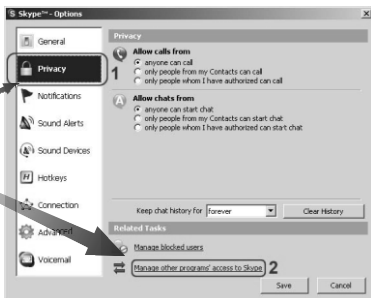 Skype™ - Options
General
Privacy
1
Notifications
Sound Alerts
Sound Devices
Hotkeys
Connection
Advanced
Voicemail
Privacy
Allow calls from
anyone can call
only people from my Contacts can call
only people whom I have authorized can call
Allow chats from
anyone can start chat
only people from my Contacts can start chat
only people whom I have authorized can start chat
Keep chat history for forever Clear History
Related Tasks
Manage blocked users
Manage other programs' access to Skype 2
Save Cancel